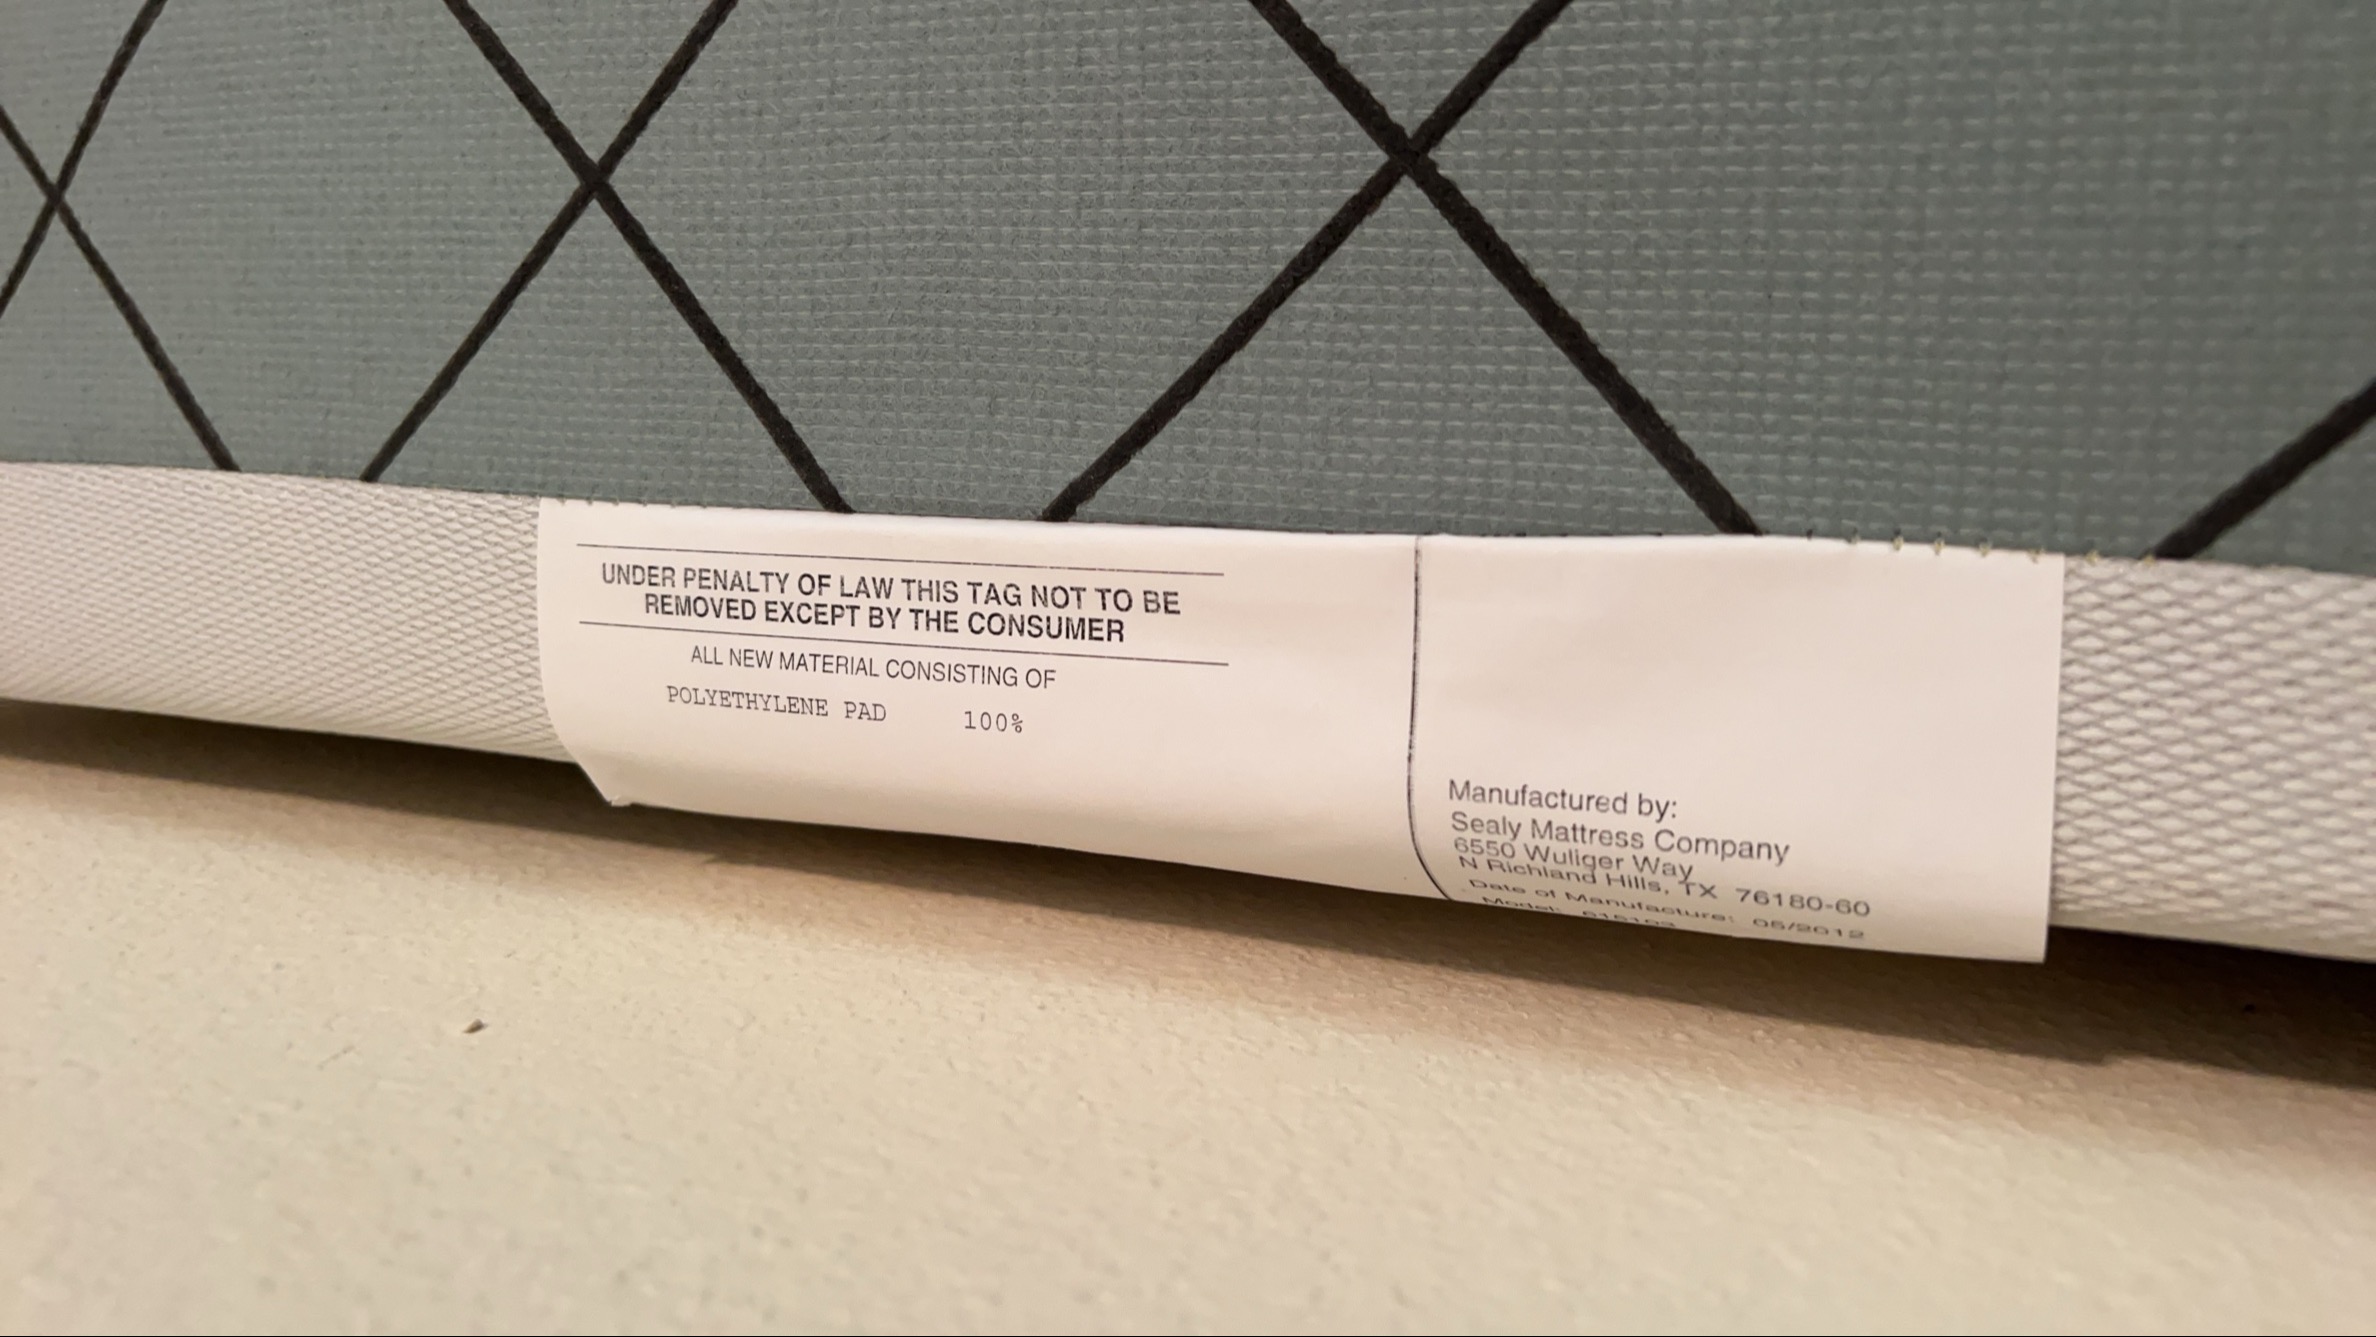 UNDER PENALTY OF LAW THIS TAG NOT TO BE
REMOVED EXCEPT BY THE CONSUMER
ALL NEW MATERIAL CONSISTING OF
POLYETHYLENE PAD 100%
Manufactured by:
Sealy Mattress Company
6550 Wuliger Way
N Richland Hills, TX 76180-60
Date of Manufacture: 05/2012
Model: